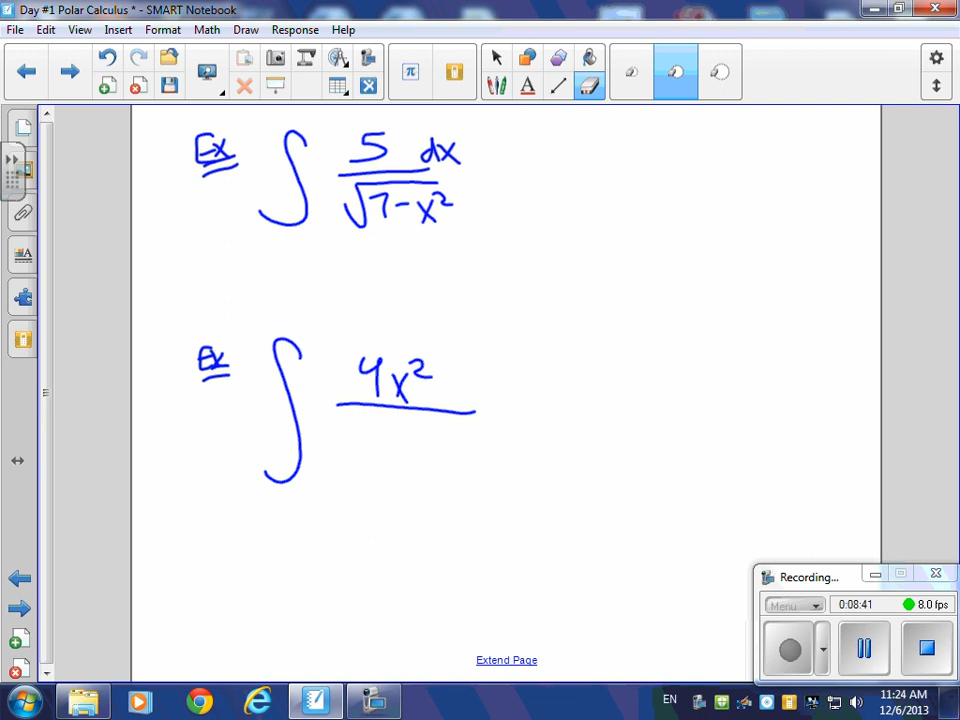 Day #1 Polar Calculus * - SMART Notebook
File Edit View Insert Format Math Draw Response Help
π
A
Ex ∫ 5 dx
√7-x²
Ex ∫ 4x²
Recording...
Menu 0:08:41 8.0 fps
Extend Page
EN 11:24 AM
12/6/2013